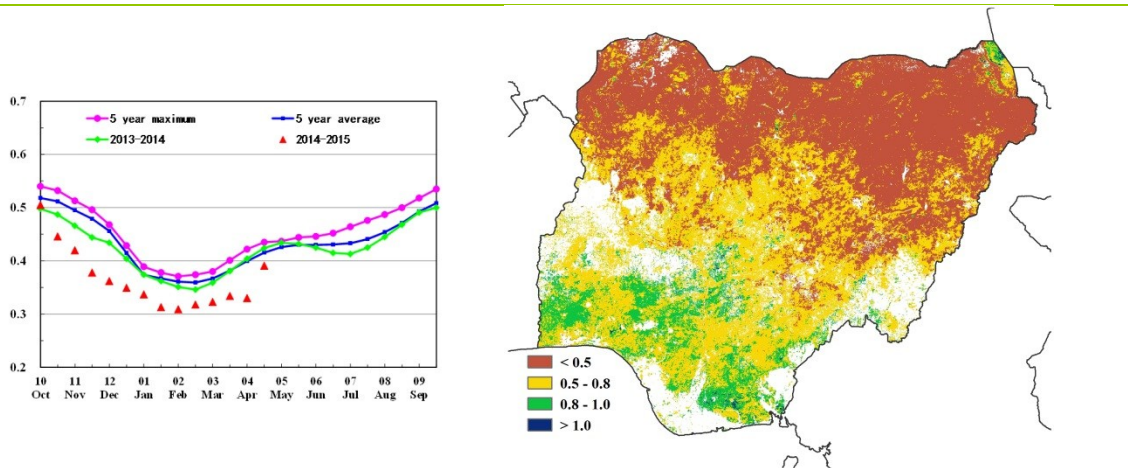 0.7
5 year maximum 5 year average
2013-2014 2014-2015
0.6
0.5
0.4
0.3
0.2
10 11 12 01 02 03 04 05 06 07 08 09
Oct Nov Dec Jan Feb Mar Apr May Jun Jul Aug Sep
< 0.5
0.5 - 0.8
0.8 - 1.0
> 1.0